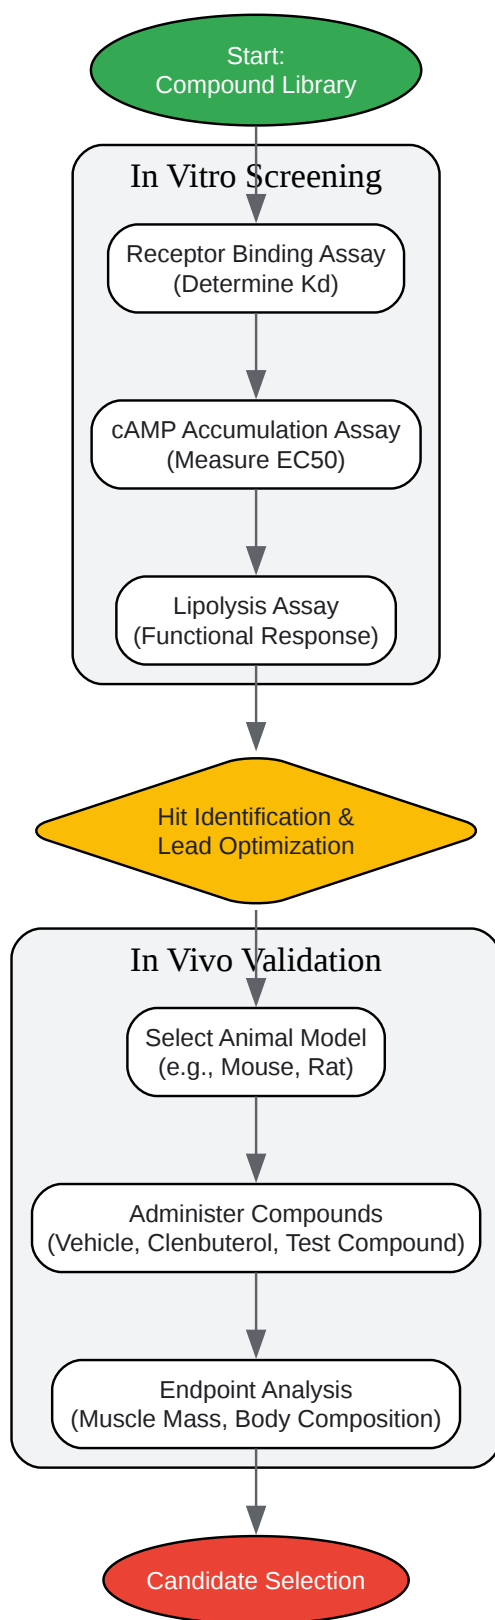 Start:
Compound Library
In Vitro Screening
Receptor Binding Assay
(Determine Kd)
cAMP Accumulation Assay
(Measure EC50)
Lipolysis Assay
(Functional Response)
Hit Identification &
Lead Optimization
In Vivo Validation
Select Animal Model
(e.g., Mouse, Rat)
Administer Compounds
(Vehicle, Clenbuterol, Test Compound)
Endpoint Analysis
(Muscle Mass, Body Composition)
Candidate Selection